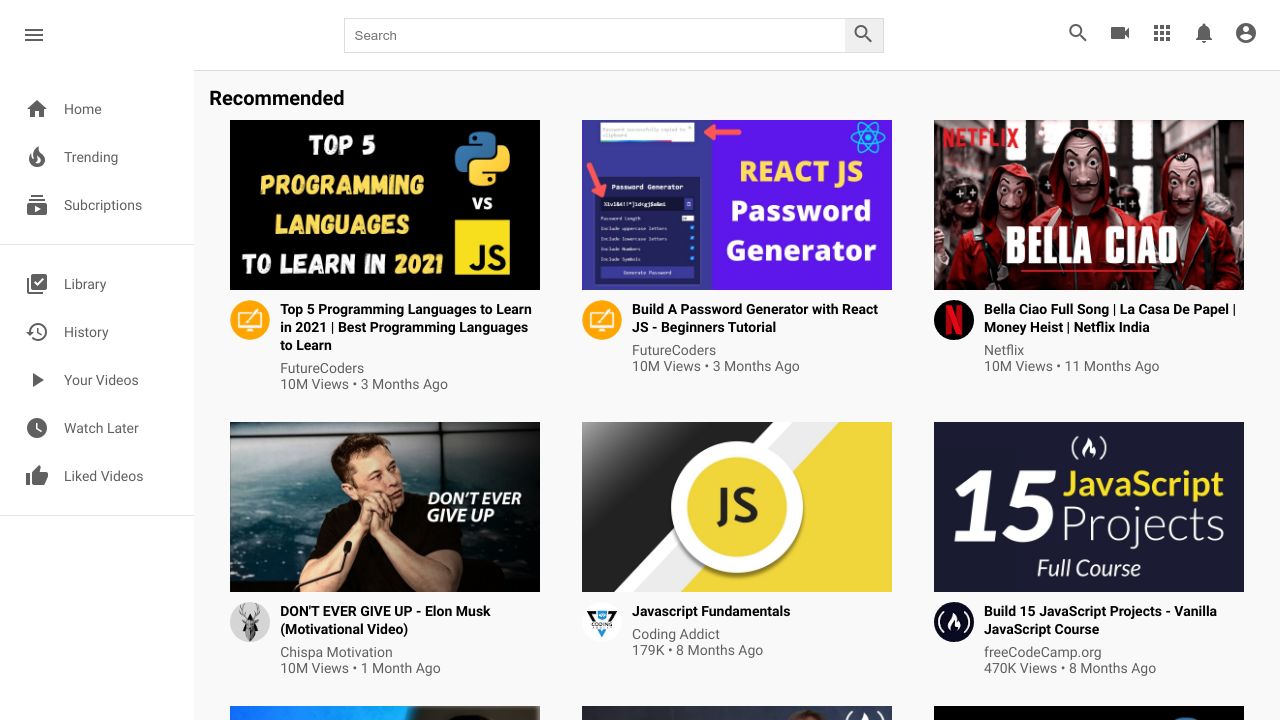 Search
Home
Trending
Subcriptions
Library
History
Your Videos
Watch Later
Liked Videos
Recommended
TOP 5
PROGRAMMING
LANGUAGES
TO LEARN IN 2021
VS
JS
Top 5 Programming Languages to Learn
in 2021 | Best Programming Languages
to Learn
FutureCoders
10M Views • 3 Months Ago
Password successfully copied to
clipboard
Password Generator
Password Length
Include uppercase letters
Include lowercase letters
Include Numbers
Include Symbols
Generate Password
REACT JS
Password
Generator
Build A Password Generator with React
JS - Beginners Tutorial
FutureCoders
10M Views • 3 Months Ago
NETFLIX
BELLA CIAO
N
Bella Ciao Full Song | La Casa De Papel |
Money Heist | Netflix India
Netflix
10M Views • 11 Months Ago
DON'T EVER
GIVE UP
DON'T EVER GIVE UP - Elon Musk
(Motivational Video)
Chispa Motivation
10M Views • 1 Month Ago
JS
CODING
Javascript Fundamentals
Coding Addict
179K • 8 Months Ago
15 JavaScript
Projects
Full Course
Build 15 JavaScript Projects - Vanilla
JavaScript Course
freeCodeCamp.org
470K Views • 8 Months Ago